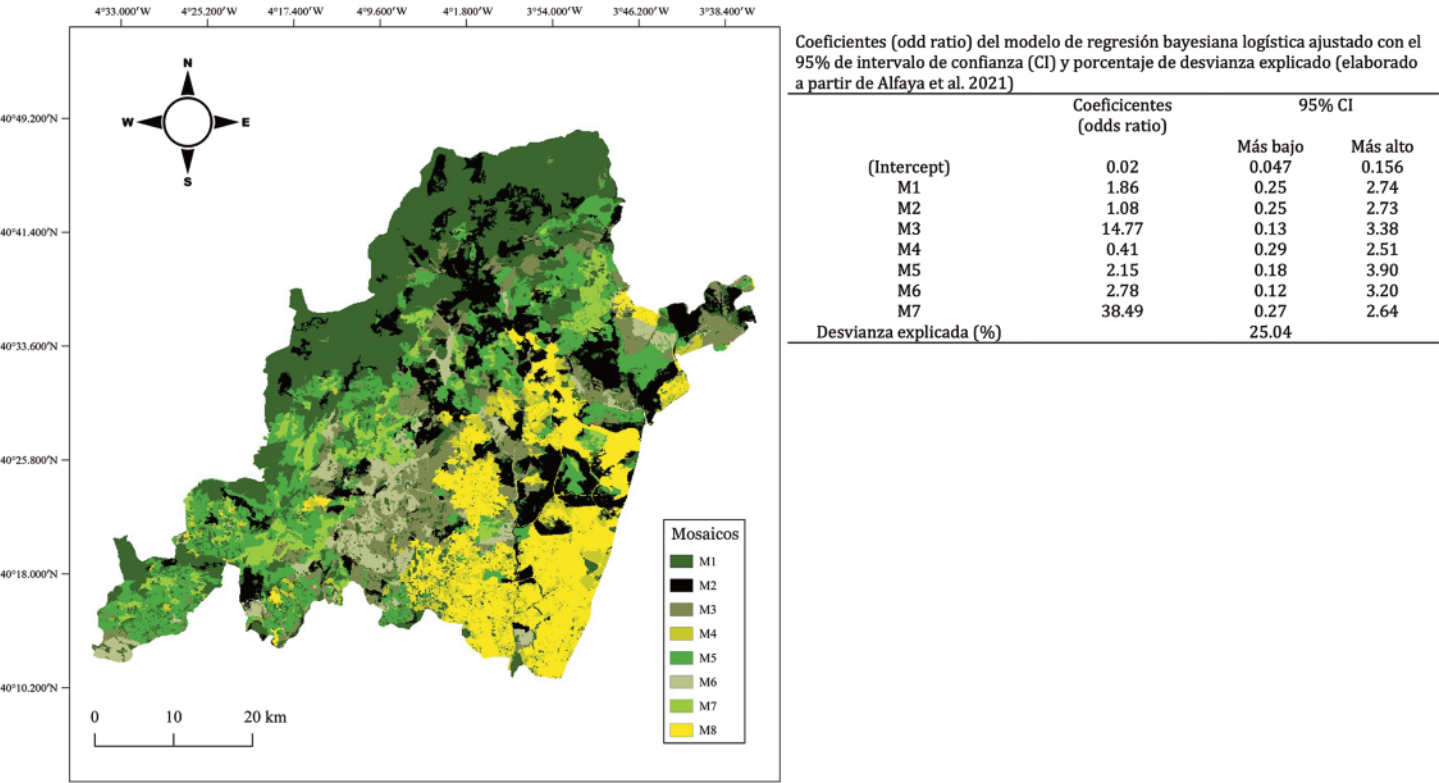 4°33.000'W 4°25.200'W 4°17.400'W 4°9.600'W 4°1.800'W 3°54.000'W 3°46.200'W 3°38.400'W
N
W E
S
40°49.200'N
40°41.400'N
40°33.600'N
40°25.800'N
40°18.000'N
40°10.200'N
0 10 20 km
Mosaicos
M1
M2
M3
M4
M5
M6
M7
M8
Coeficientes (odd ratio) del modelo de regresión bayesiana logística ajustado con el
95% de intervalo de confianza (CI) y porcentaje de desvianza explicado (elaborado
a partir de Alfaya et al. 2021)
Coeficicentes 95% CI
(odds ratio)
Más bajo Más alto
(Intercept) 0.02 0.047 0.156
M1 1.86 0.25 2.74
M2 1.08 0.25 2.73
M3 14.77 0.13 3.38
M4 0.41 0.29 2.51
M5 2.15 0.18 3.90
M6 2.78 0.12 3.20
M7 38.49 0.27 2.64
Desvianza explicada (%) 25.04